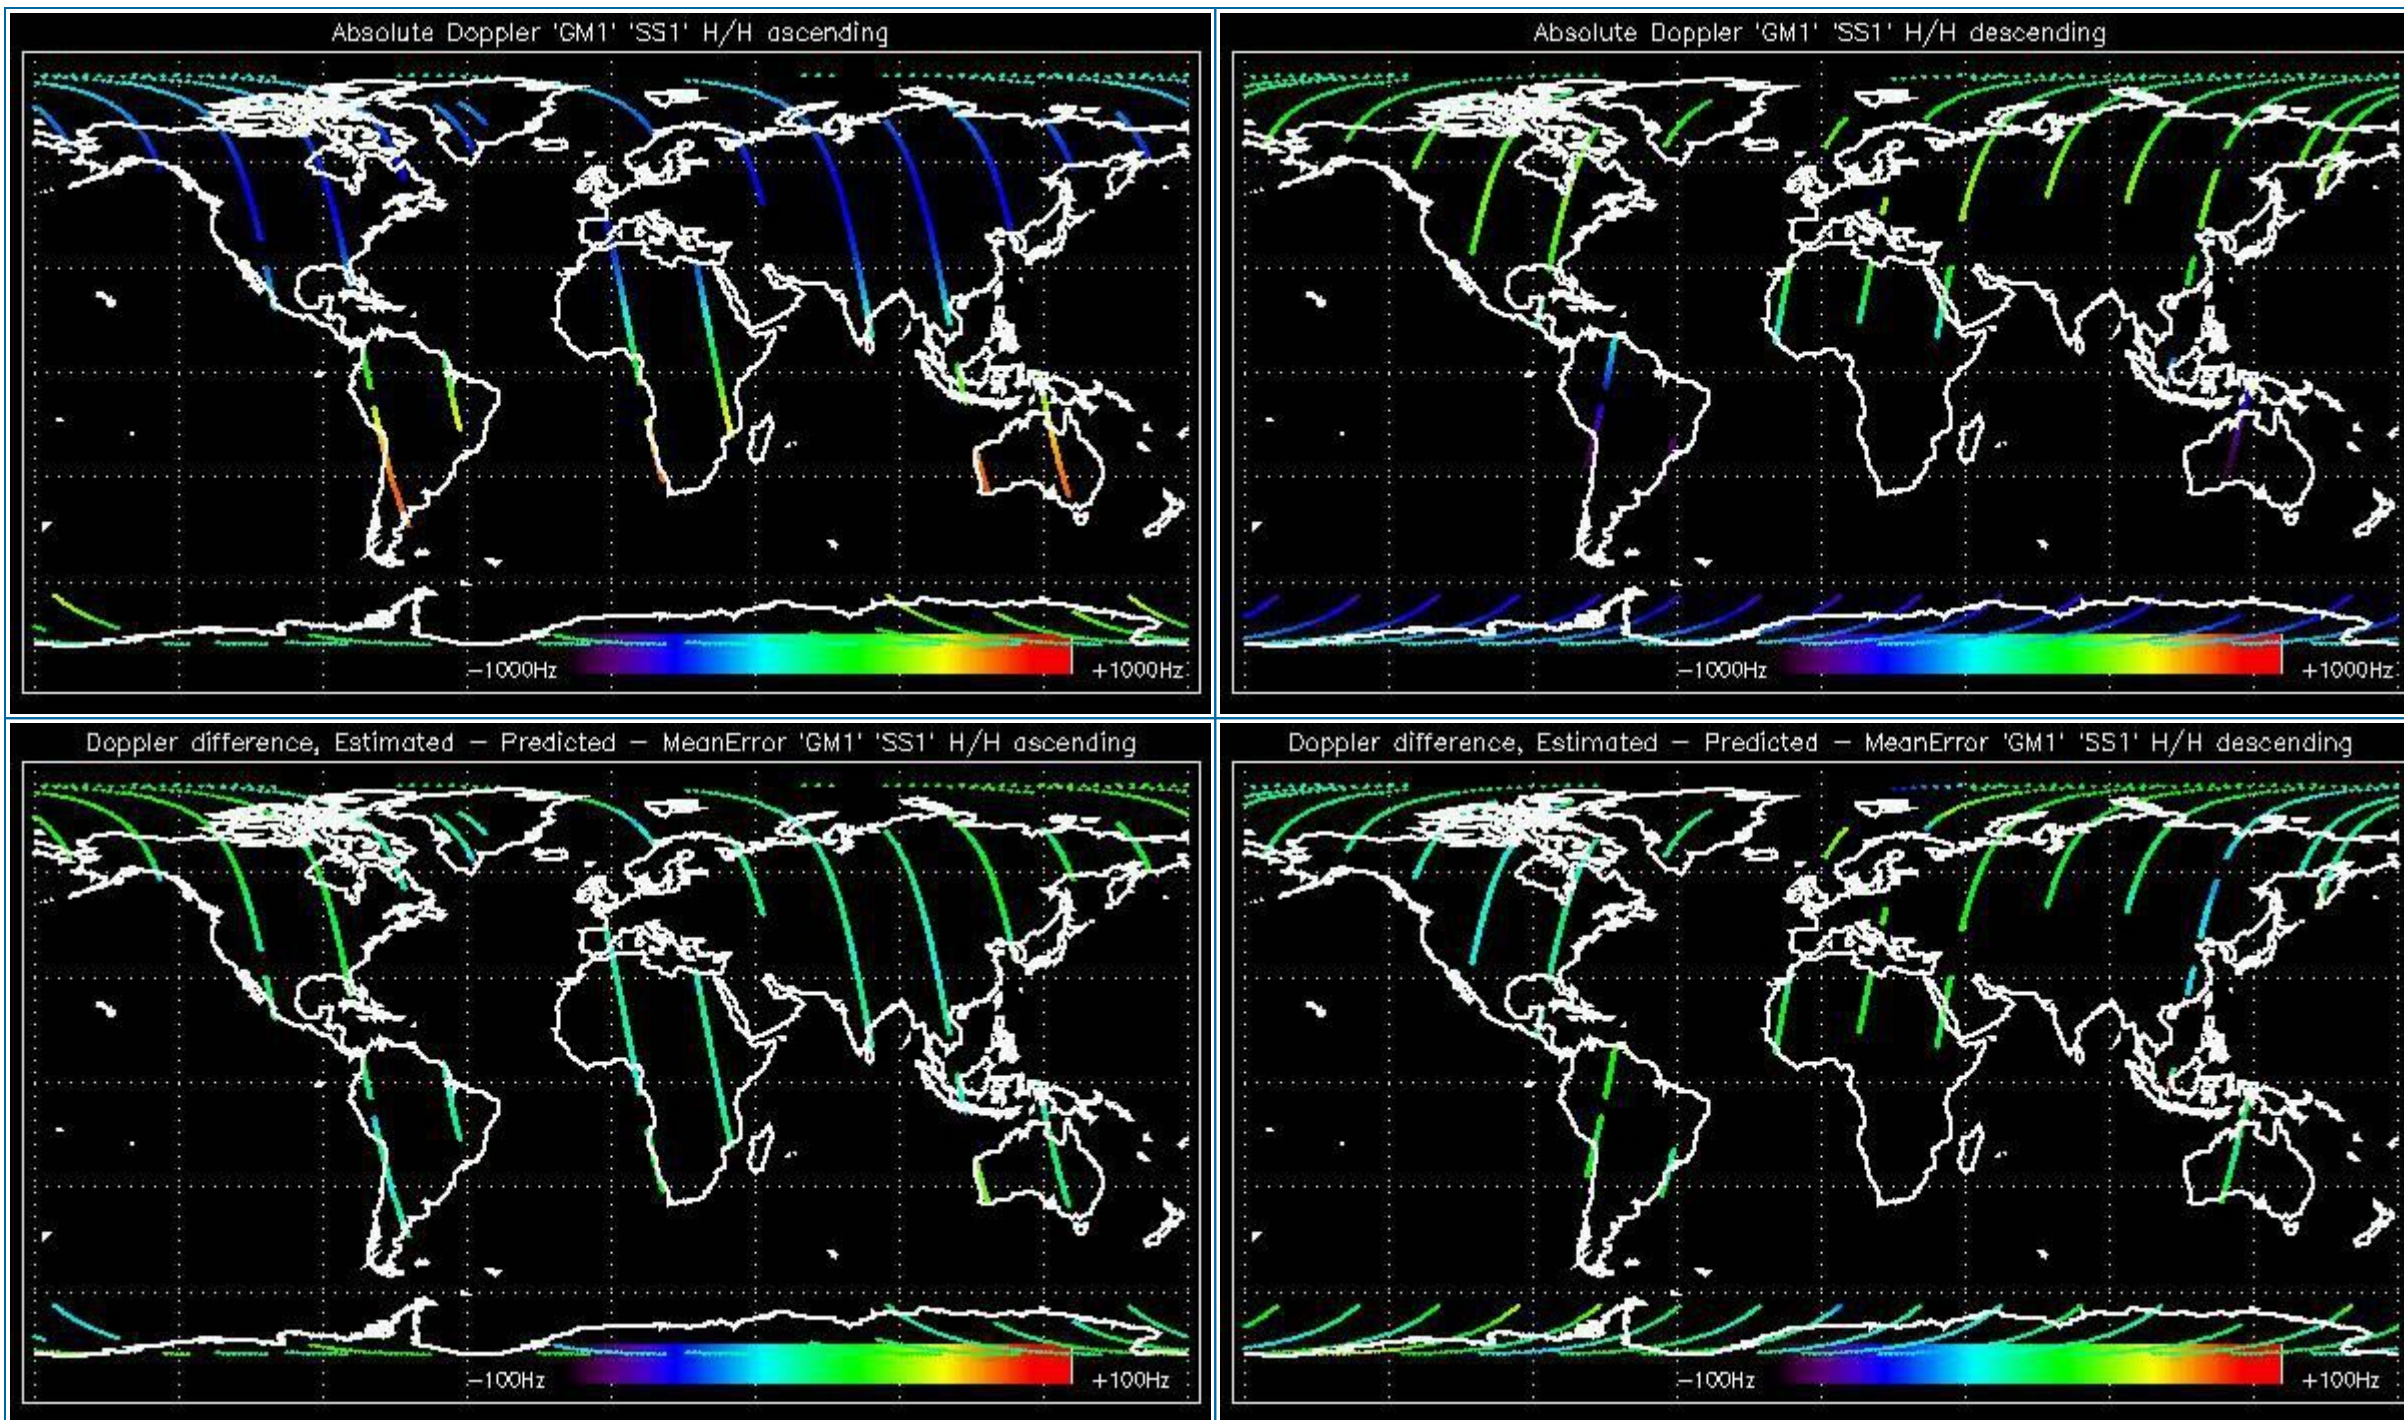 Absolute Doppler 'GM1' 'SS1' H/H ascending
-1000Hz
+1000Hz
Absolute Doppler 'GM1' 'SS1' H/H descending
-1000Hz
+1000Hz
Doppler difference, Estimated - Predicted - MeanError 'GM1' 'SS1' H/H ascending
-100Hz
+100Hz
Doppler difference, Estimated - Predicted - MeanError 'GM1' 'SS1' H/H descending
-100Hz
+100Hz